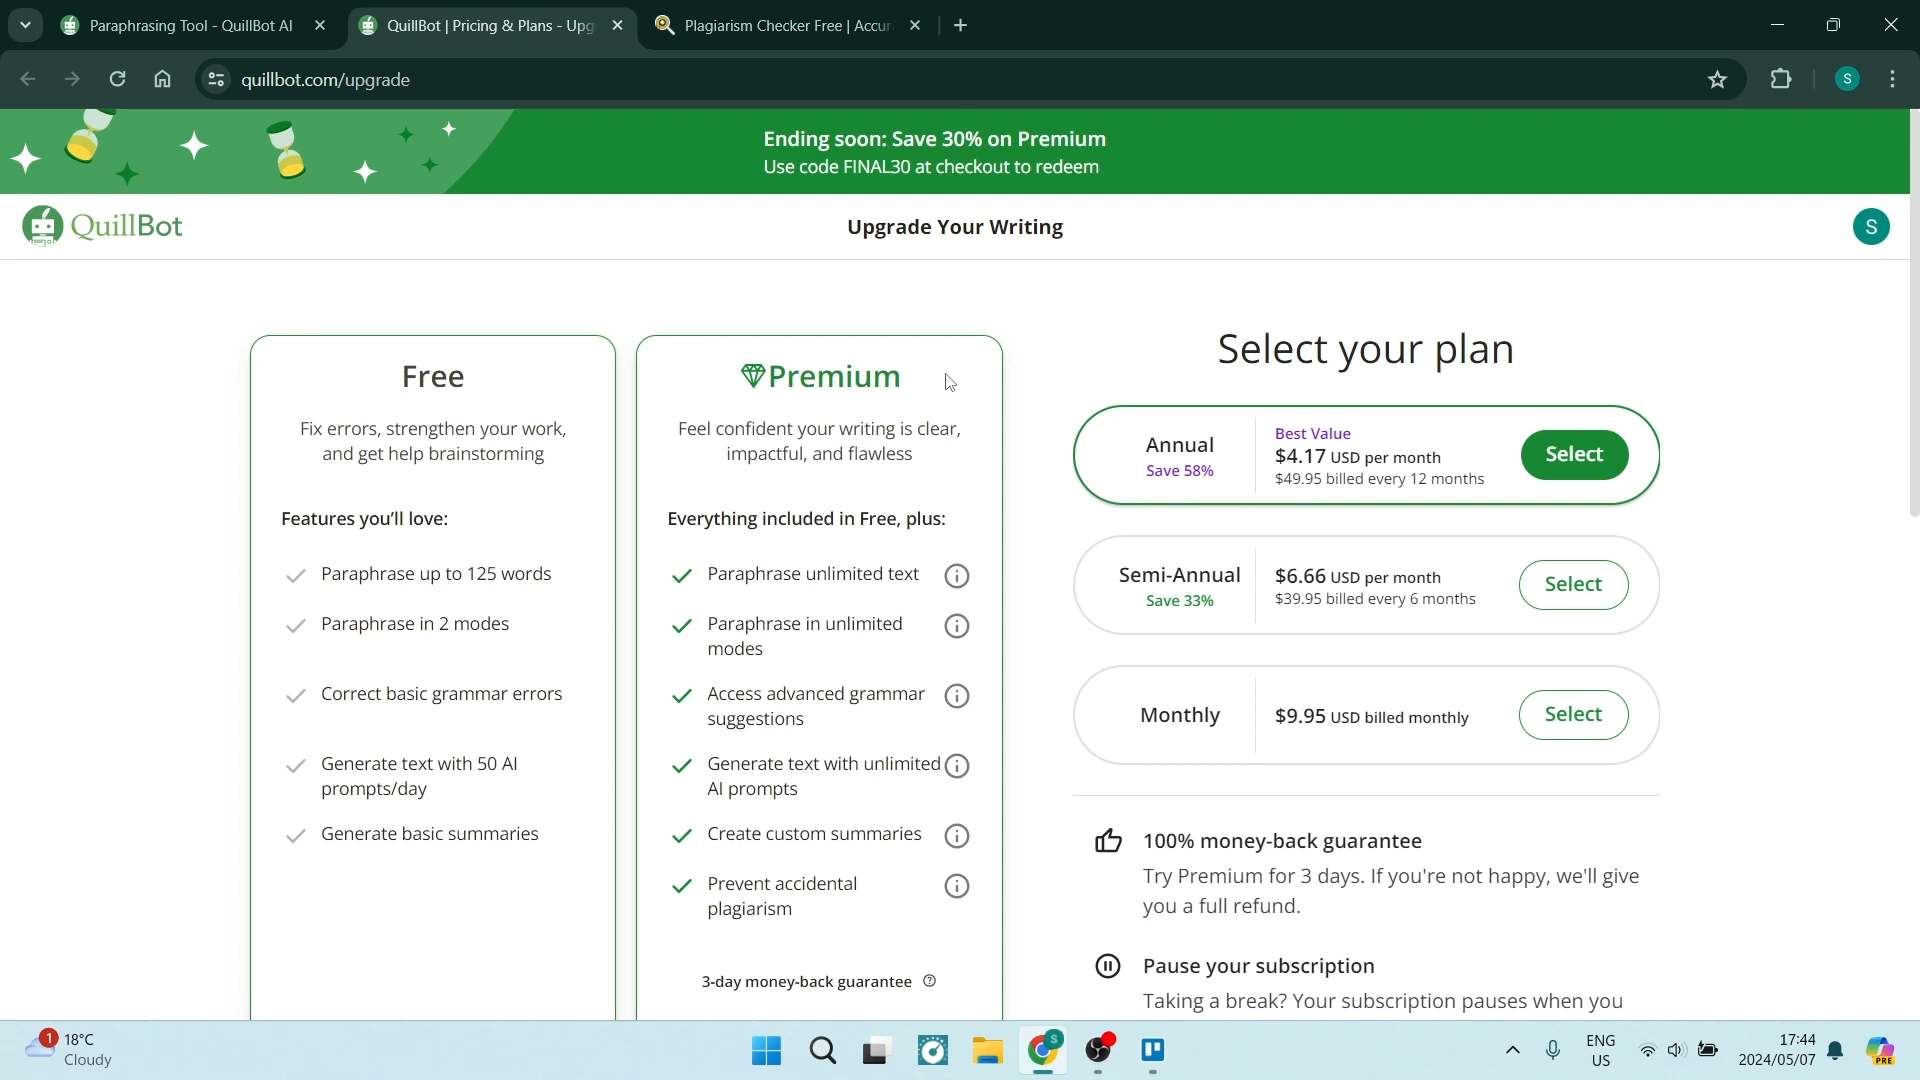 Paraphrasing Tool - QuillBot AI
QuillBot | Pricing & Plans - Upg
Plagiarism Checker Free | Accur
quillbot.com/upgrade
S
Ending soon: Save 30% on Premium
Use code FINAL30 at checkout to redeem
QuillBot
Upgrade Your Writing
S
Free
Fix errors, strengthen your work,
and get help brainstorming
Features you'll love:
Paraphrase up to 125 words
Paraphrase in 2 modes
Correct basic grammar errors
Generate text with 50 AI
prompts/day
Generate basic summaries
Premium
Feel confident your writing is clear,
impactful, and flawless
Everything included in Free, plus:
Paraphrase unlimited text
Paraphrase in unlimited
modes
Access advanced grammar
suggestions
Generate text with unlimited
AI prompts
Create custom summaries
Prevent accidental
plagiarism
3-day money-back guarantee
Select your plan
Annual
Save 58%
Best Value
$4.17 USD per month
$49.95 billed every 12 months
Select
Semi-Annual
Save 33%
$6.66 USD per month
$39.95 billed every 6 months
Select
Monthly
$9.95 USD billed monthly
Select
100% money-back guarantee
Try Premium for 3 days. If you're not happy, we'll give
you a full refund.
Pause your subscription
Taking a break? Your subscription pauses when you
1
18°C
Cloudy
S
ENG
US
17:44
2024/05/07
PRE